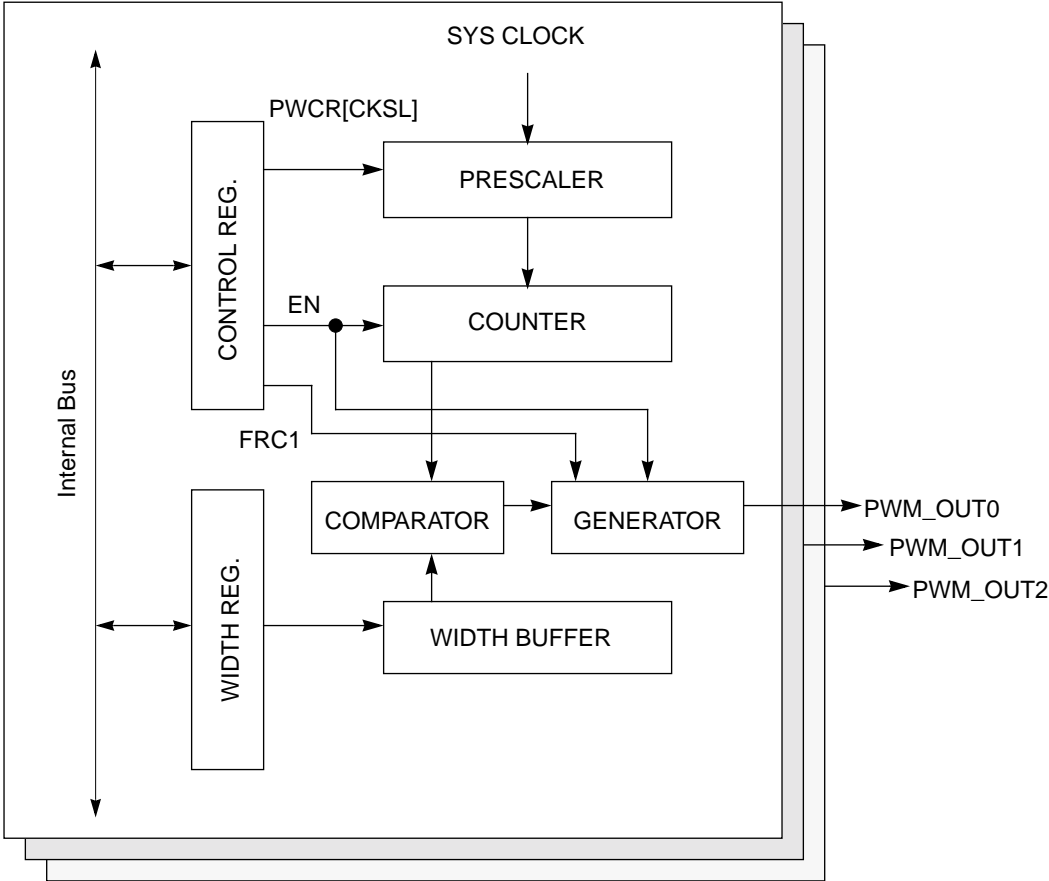 SYS CLOCK
PWCR[CKSL]
PRESCALER
CONTROL REG.
EN
COUNTER
Internal Bus
FRC1
COMPARATOR
GENERATOR
PWM_OUT0
PWM_OUT1
PWM_OUT2
WIDTH REG.
WIDTH BUFFER